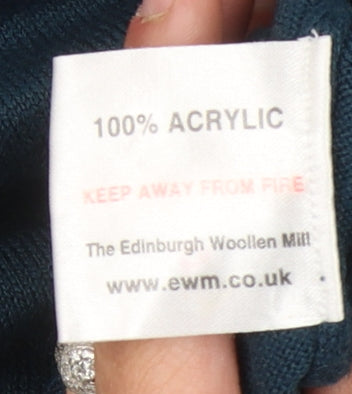 100% ACRYLIC
KEEP AWAY FROM FIRE
The Edinburgh Woollen Mill
www.ewm.co.uk